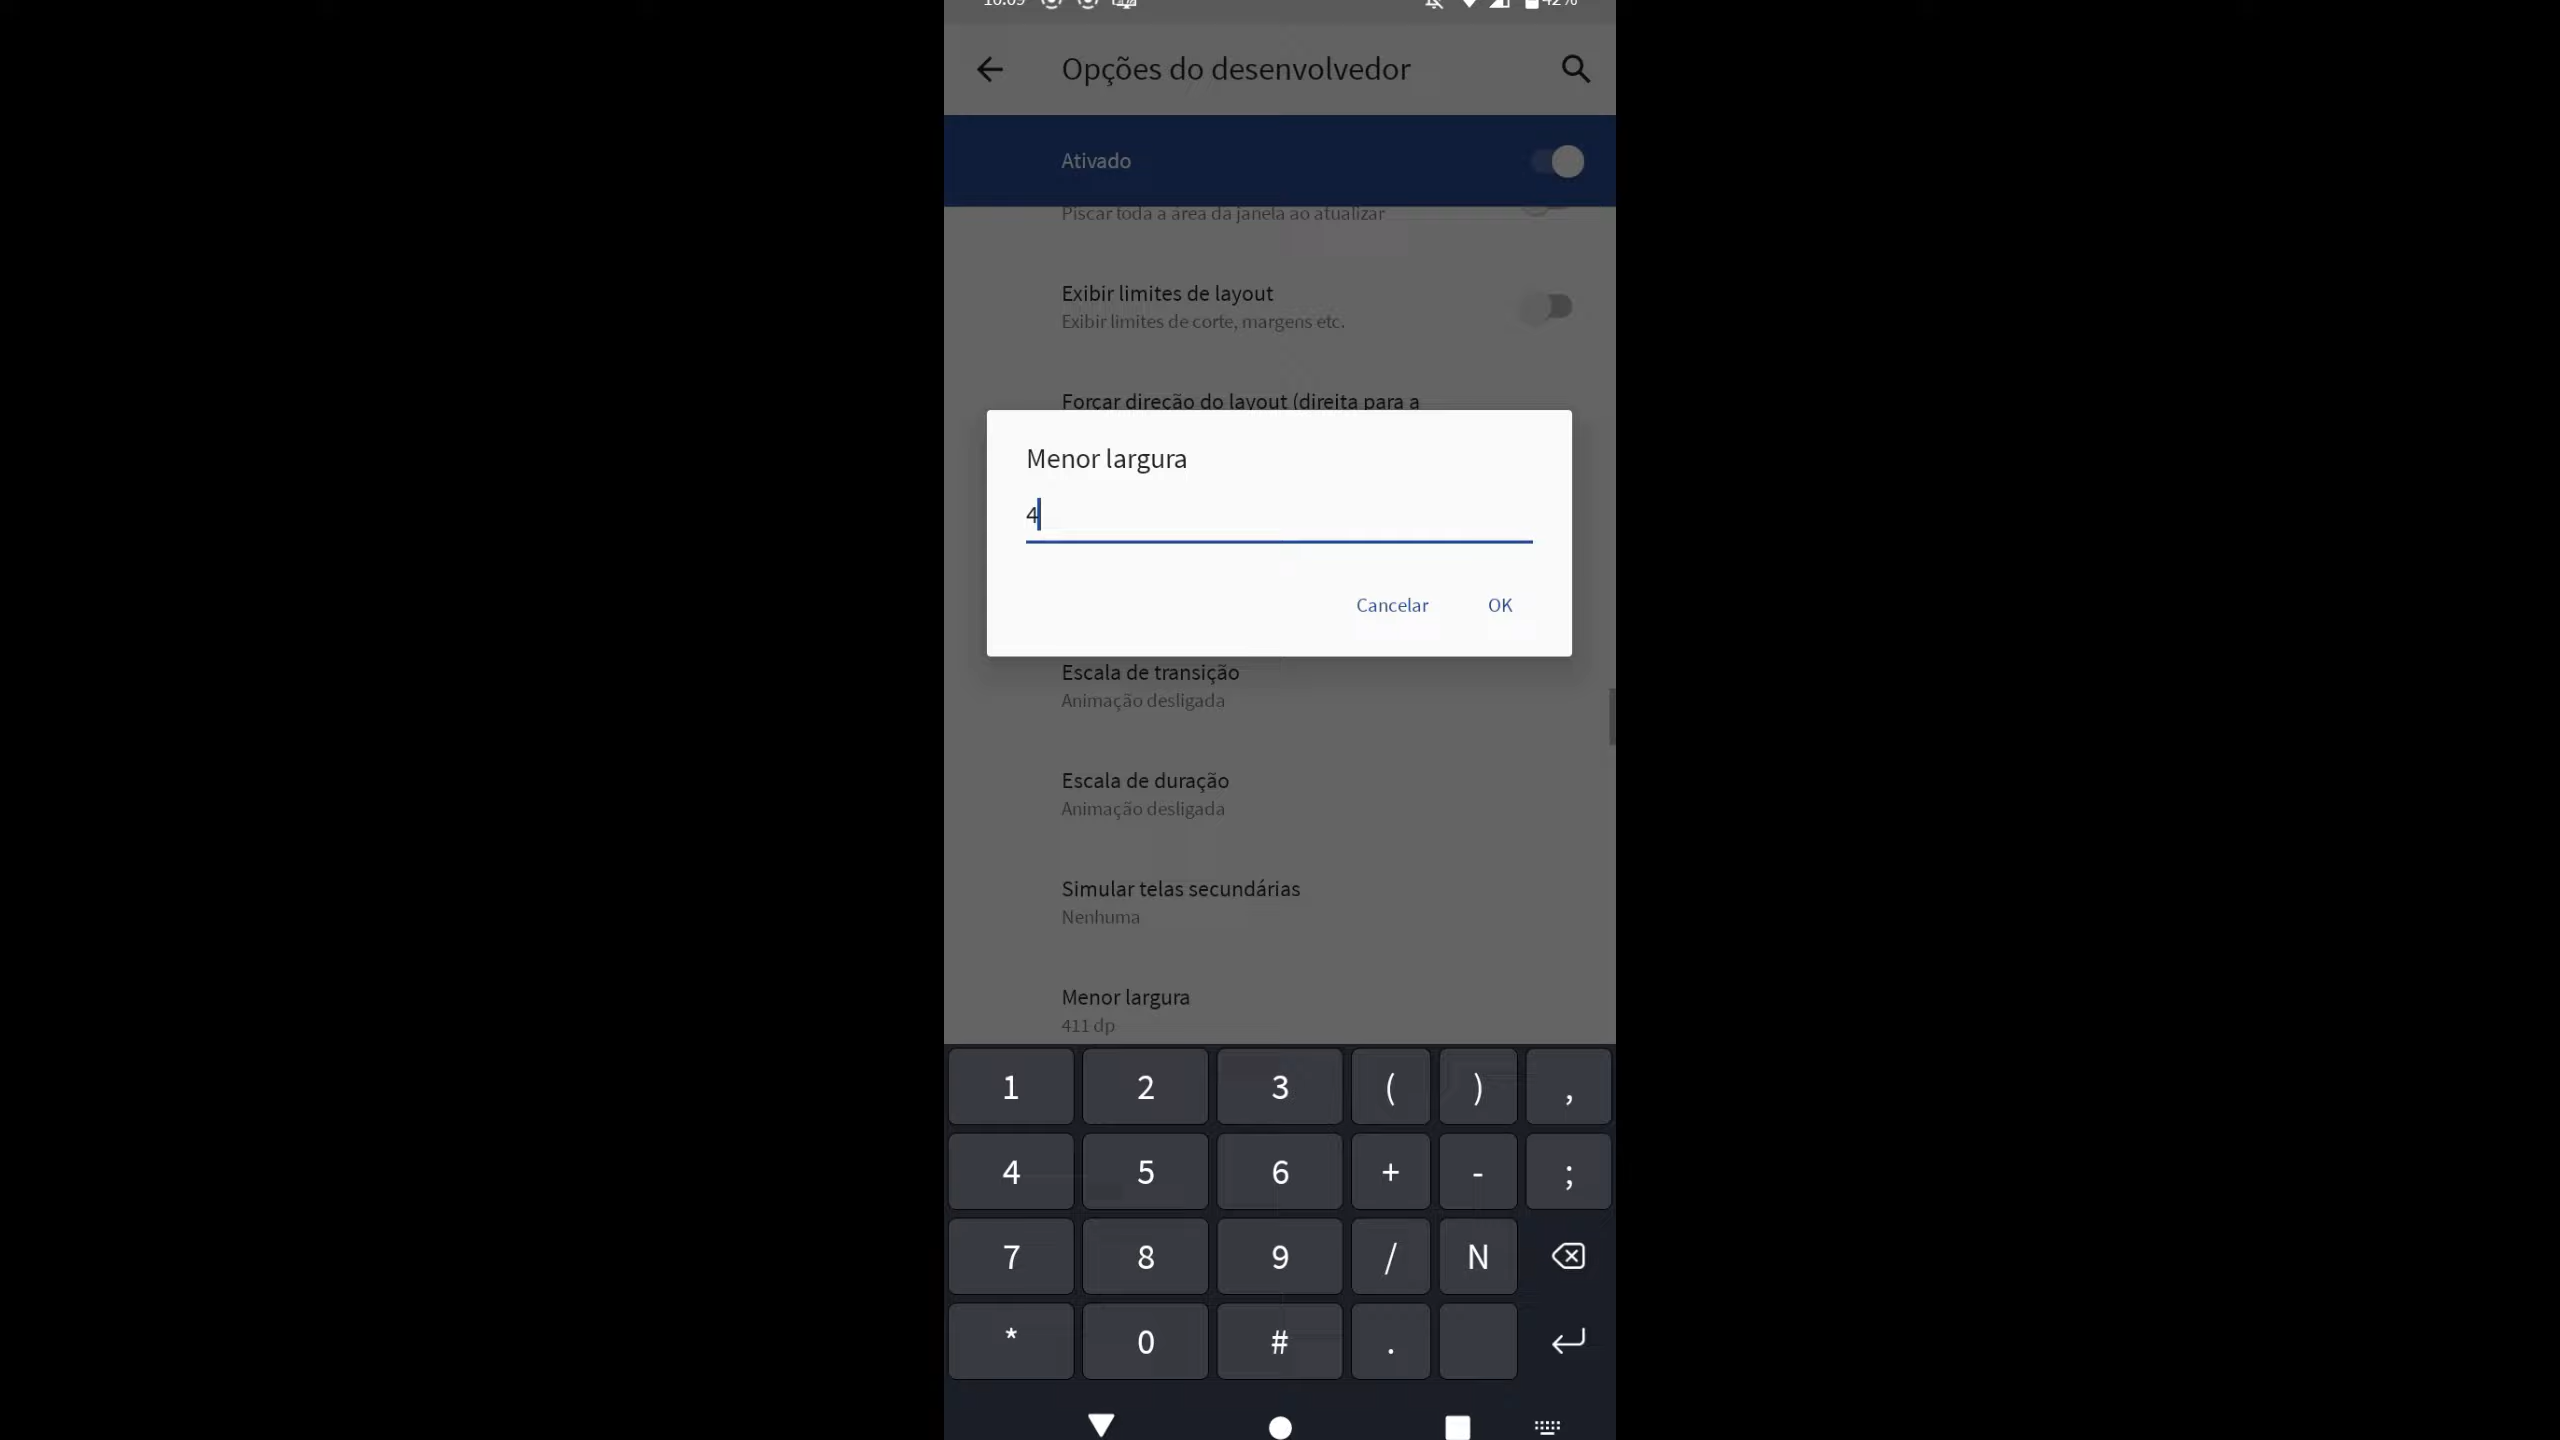 Opções do desenvolvedor
Ativado
Piscar toda a área da janela ao atualizar
Exibir limites de layout
Exibir limites de corte, margens etc.
Forçar direção do layout (direita para a
Menor largura
4
Cancelar OK
Escala de transição
Animação desligada
Escala de duração
Animação desligada
Simular telas secundárias
Nenhuma
Menor largura
411 dp
1 2 3 ( ) ,
4 5 6 + - ;
7 8 9 / N
* 0 # .